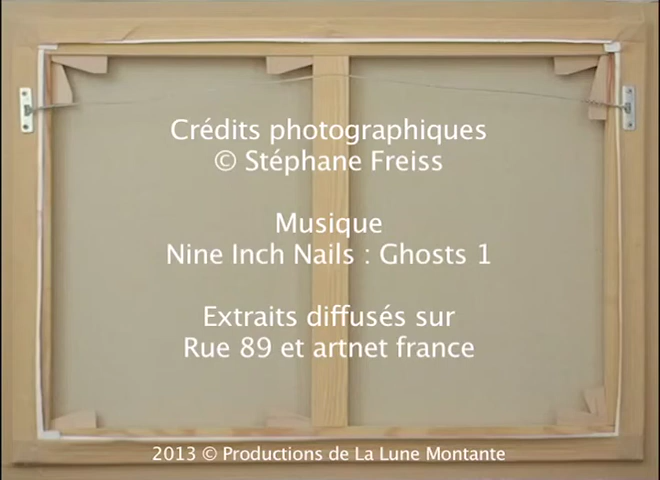 Crédits photographiques
© Stéphane Freiss
Musique
Nine Inch Nails : Ghosts 1
Extraits diffusés sur
Rue 89 et artnet france
2013 © Productions de La Lune Montante